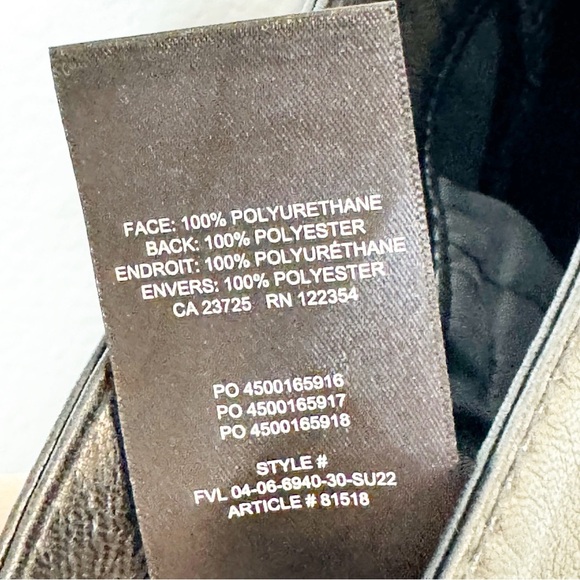 FACE: 100% POLYURETHANE
BACK: 100% POLYESTER
ENDROIT: 100% POLYURÉTHANE
ENVERS: 100% POLYESTER
CA 23725 RN 122354
PO 4500165916
PO 4500165917
PO 4500165918
STYLE #
FVL 04-06-6940-30-SU22
ARTICLE # 81518